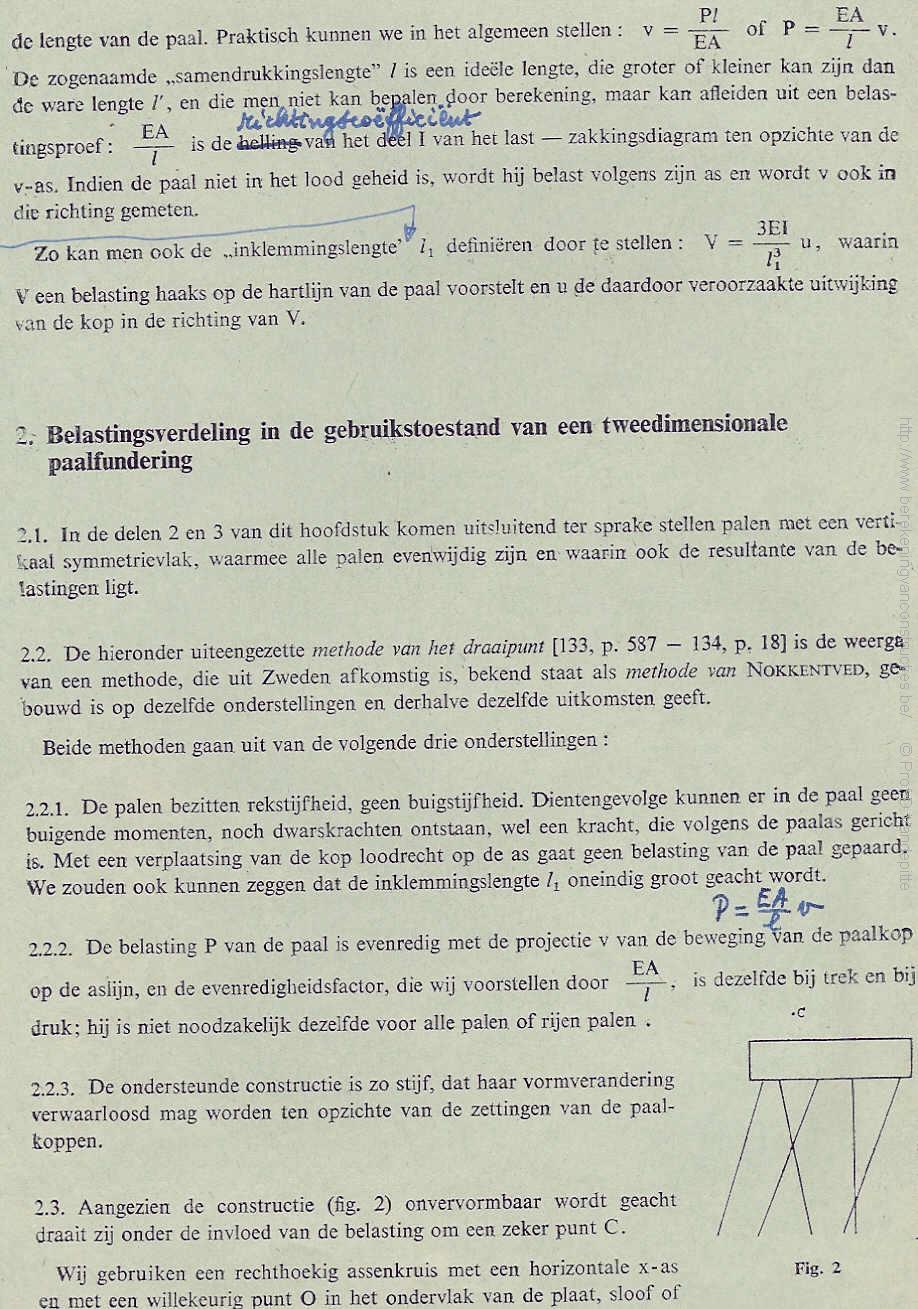 de lengte van de paal. Praktisch kunnen we in het algemeen stellen : v = Pl/EA of P = EA/l v.
De zogenaamde „samendrukkingslengte” l is een ideële lengte, die groter of kleiner kan zijn dan
de ware lengte l′, en die men niet kan bepalen door berekening, maar kan afleiden uit een belas-
richtingscoëfficiënt
tingsproef : EA/l is de helling van het deel I van het last — zakkingsdiagram ten opzichte van de
v-as. Indien de paal niet in het lood geheid is, wordt hij belast volgens zijn as en wordt v ook in
die richting gemeten.
Zo kan men ook de „inklemmingslengte’ l₁ definiëren door te stellen : V = 3EI/l₁³ u, waarin
V een belasting haaks op de hartlijn van de paal voorstelt en u de daardoor veroorzaakte uitwijking
van de kop in de richting van V.
2. Belastingsverdeling in de gebruikstoestand van een tweedimensionale
paalfundering
2.1. In de delen 2 en 3 van dit hoofdstuk komen uitsluitend ter sprake stellen palen met een verti-
kaal symmetrievlak, waarmee alle palen evenwijdig zijn en waarin ook de resultante van de be-
lastingen ligt.
2.2. De hieronder uiteengezette methode van het draaipunt [133, p. 587 — 134, p. 18] is de weerga
van een methode, die uit Zweden afkomstig is, bekend staat als methode van NOKKENTVED, ge-
bouwd is op dezelfde onderstellingen en derhalve dezelfde uitkomsten geeft.
Beide methoden gaan uit van de volgende drie onderstellingen :
2.2.1. De palen bezitten rekstijfheid, geen buigstijfheid. Dientengevolge kunnen er in de paal geen
buigende momenten, noch dwarskrachten ontstaan, wel een kracht, die volgens de paalas gericht
is. Met een verplaatsing van de kop loodrecht op de as gaat geen belasting van de paal gepaard.
We zouden ook kunnen zeggen dat de inklemmingslengte l₁ oneindig groot geacht wordt.
P = EA/l v
2.2.2. De belasting P van de paal is evenredig met de projectie v van de beweging van de paalkop
op de aslijn, en de evenredigheidsfactor, die wij voorstellen door EA/l, is dezelfde bij trek en bij
druk; hij is niet noodzakelijk dezelfde voor alle palen of rijen palen .
·C
2.2.3. De ondersteunde constructie is zo stijf, dat haar vormverandering
verwaarloosd mag worden ten opzichte van de zettingen van de paal-
koppen.
2.3. Aangezien de constructie (fig. 2) onvervormbaar wordt geacht
draait zij onder de invloed van de belasting om een zeker punt C.
Fig. 2
Wij gebruiken een rechthoekig assenkruis met een horizontale x-as
en met een willekeurig punt O in het ondervlak van de plaat, sloof of
http://www.berekeningvanconstructies.be/ © Prof. D. Vandepitte